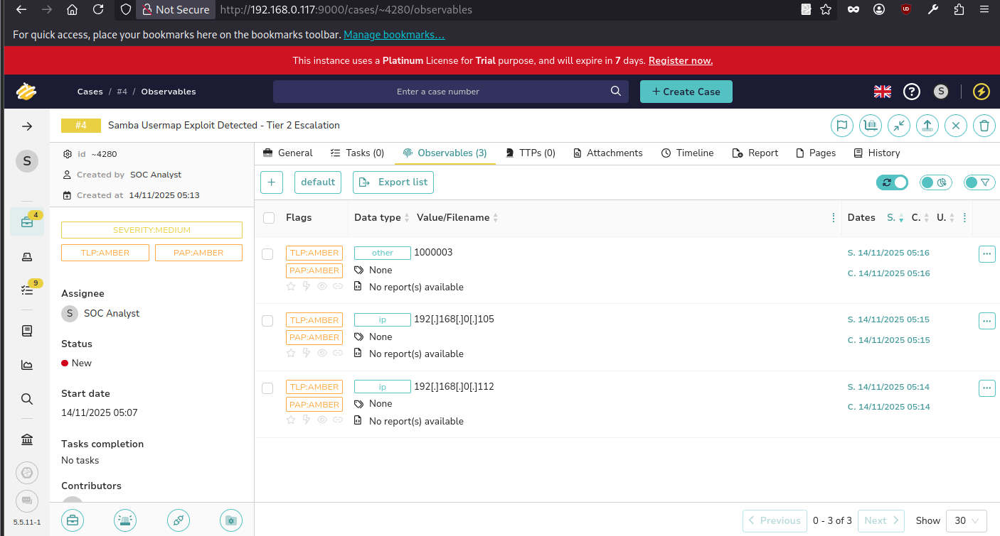 Not Secure http://192.168.0.117:9000/cases/~4280/observables
For quick access, place your bookmarks here on the bookmarks toolbar. Manage bookmarks…
This instance uses a Platinum License for Trial purpose, and will expire in 7 days. Register now.
Cases / #4 / Observables
Enter a case number
+ Create Case
S
#4 Samba Usermap Exploit Detected - Tier 2 Escalation
S
4
9
5.5.11-1
id ~4280
Created by SOC Analyst
Created at 14/11/2025 05:13
SEVERITY:MEDIUM
TLP:AMBER PAP:AMBER
Assignee
S SOC Analyst
Status
New
Start date
14/11/2025 05:07
Tasks completion
No tasks
Contributors
General Tasks (0) Observables (3) TTPs (0) Attachments Timeline Report Pages History
+ default Export list
Flags Data type Value/Filename Dates S. C. U.
TLP:AMBER other 1000003 S. 14/11/2025 05:16
PAP:AMBER None C. 14/11/2025 05:16
No report(s) available
TLP:AMBER ip 192[.]168[.]0[.]105 S. 14/11/2025 05:15
PAP:AMBER None C. 14/11/2025 05:15
No report(s) available
TLP:AMBER ip 192[.]168[.]0[.]112 S. 14/11/2025 05:14
PAP:AMBER None C. 14/11/2025 05:14
No report(s) available
Previous 0 - 3 of 3 Next Show 30